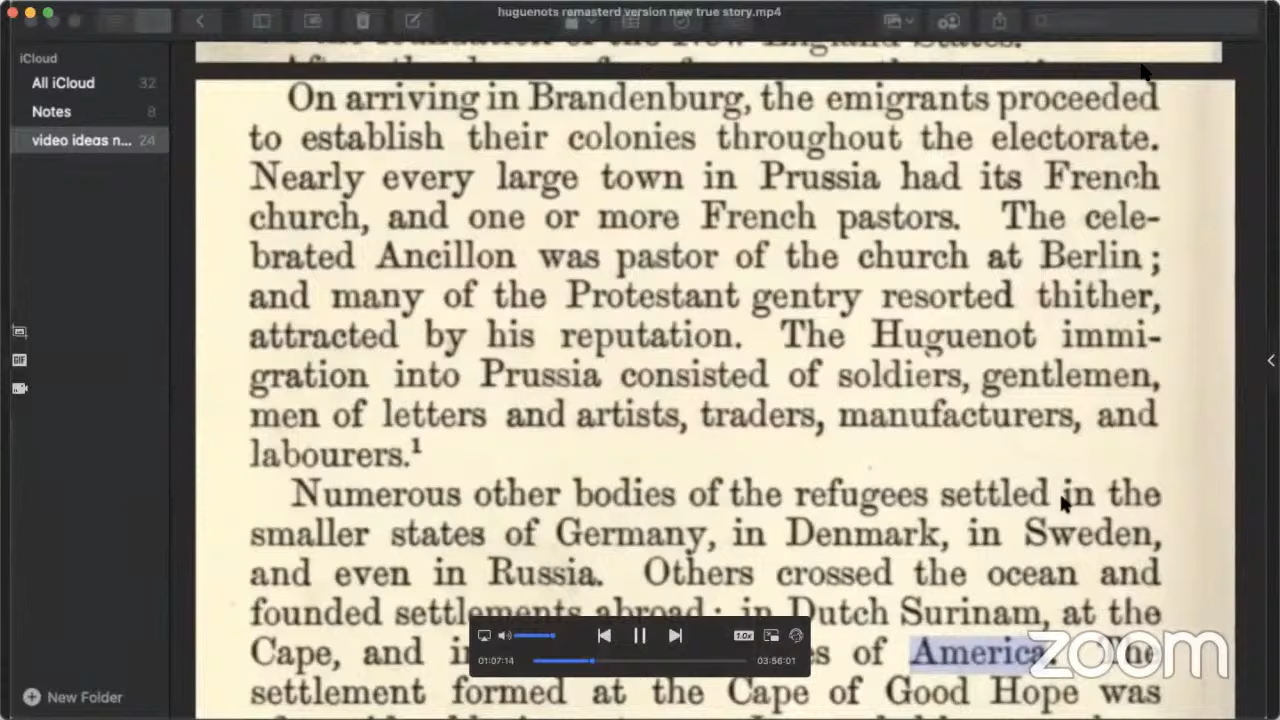 huguenots remasterd version new true story.mp4
iCloud
All iCloud 32
Notes 8
video ideas n... 24
New England States.
On arriving in Brandenburg, the emigrants proceeded
to establish their colonies throughout the electorate.
Nearly every large town in Prussia had its French
church, and one or more French pastors. The cele-
brated Ancillon was pastor of the church at Berlin;
and many of the Protestant gentry resorted thither,
attracted by his reputation. The Huguenot immi-
gration into Prussia consisted of soldiers, gentlemen,
men of letters and artists, traders, manufacturers, and
labourers.¹
Numerous other bodies of the refugees settled in the
smaller states of Germany, in Denmark, in Sweden,
and even in Russia. Others crossed the ocean and
founded settlements abroad; in Dutch Surinam, at the
Cape, and of America. The
settlement formed at the Cape of Good Hope was
GIF
1.0x
01:07:14
03:56:01
zoom
New Folder